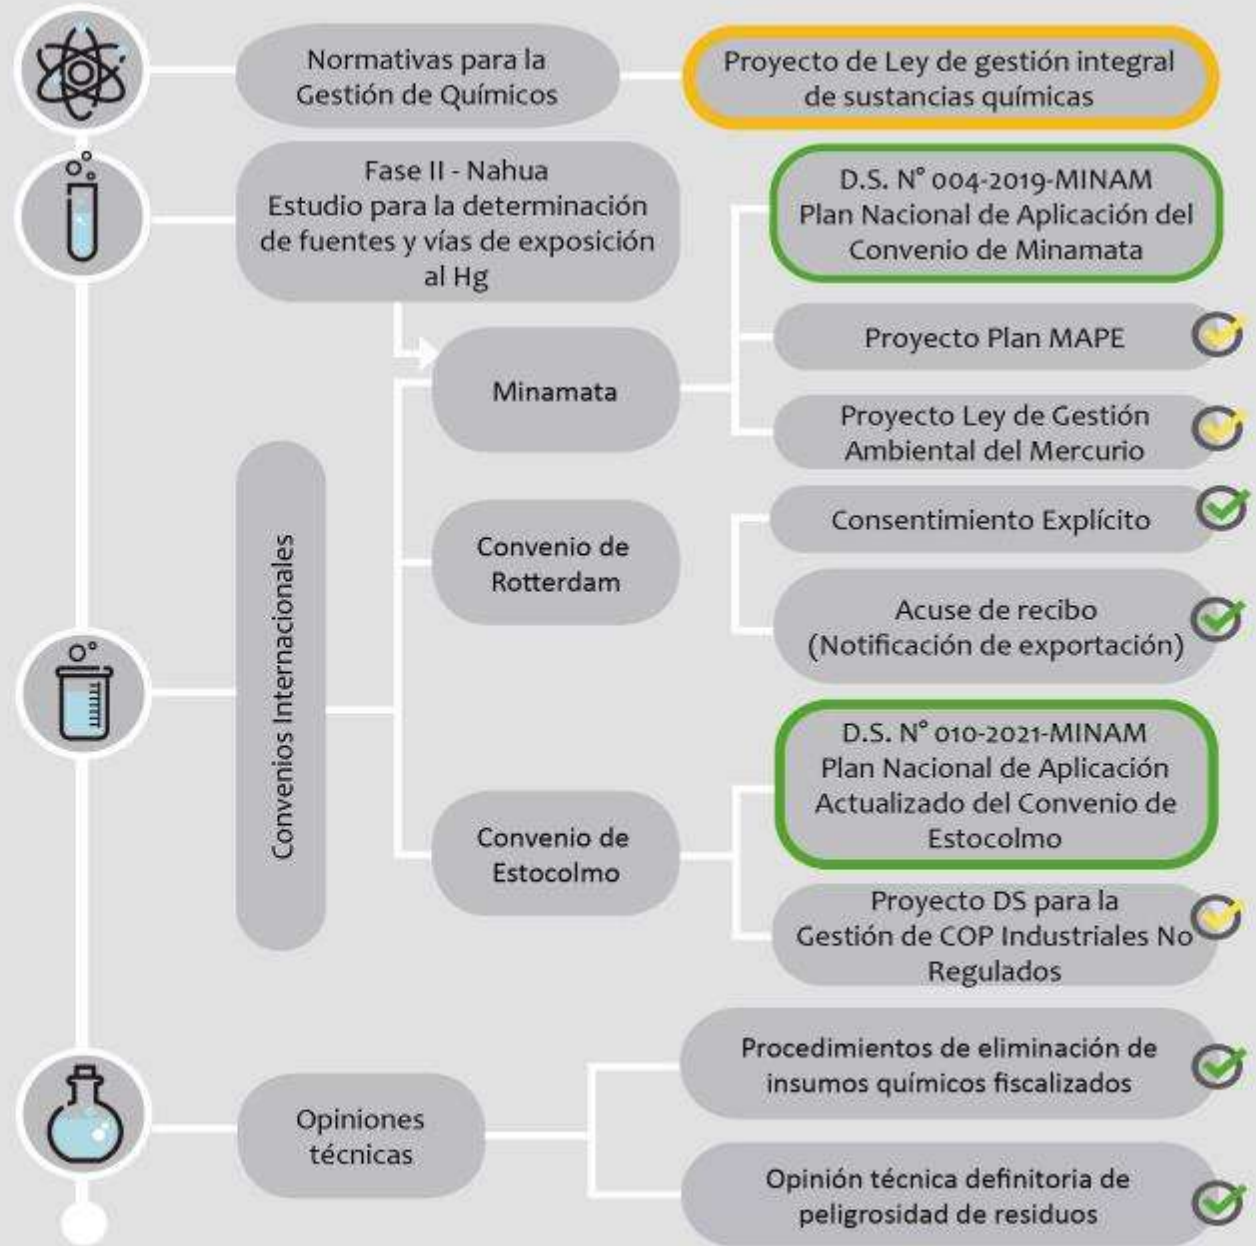 Normativas para la
Gestión de Químicos
Proyecto de Ley de gestión integral
de sustancias químicas
Fase II - Nahua
Estudio para la determinación
de fuentes y vías de exposición
al Hg
D.S. N° 004-2019-MINAM
Plan Nacional de Aplicación del
Convenio de Minamata
Proyecto Plan MAPE
Minamata
Proyecto Ley de Gestión
Ambiental del Mercurio
Convenios Internacionales
Convenio de
Rotterdam
Consentimiento Explícito
Acuse de recibo
(Notificación de exportación)
D.S. N° 010-2021-MINAM
Plan Nacional de Aplicación
Actualizado del Convenio de
Estocolmo
Convenio de
Estocolmo
Proyecto DS para la
Gestión de COP Industriales No
Regulados
Opiniones
técnicas
Procedimientos de eliminación de
insumos químicos fiscalizados
Opinión técnica definitoria de
peligrosidad de residuos